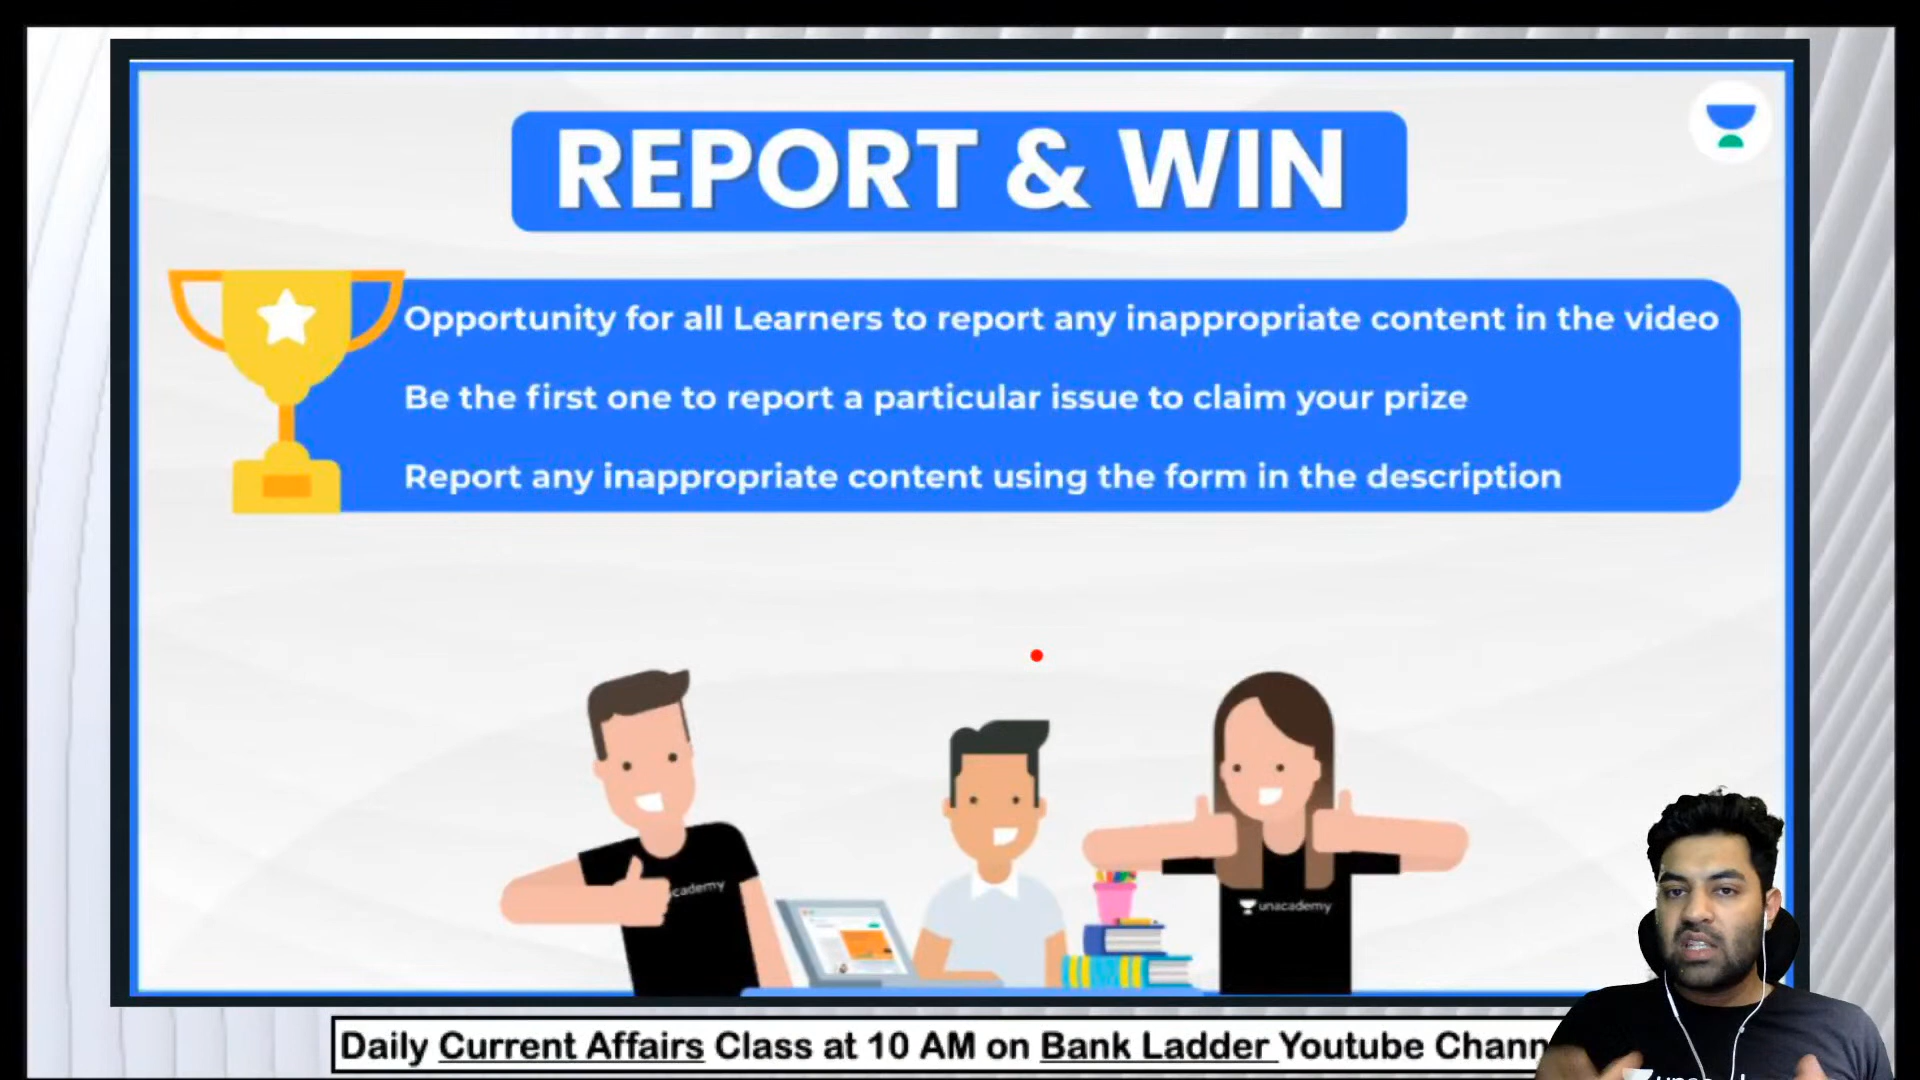 REPORT & WIN
Opportunity for all Learners to report any inappropriate content in the video
Be the first one to report a particular issue to claim your prize
Report any inappropriate content using the form in the description
unacademy
Daily Current Affairs Class at 10 AM on Bank Ladder Youtube